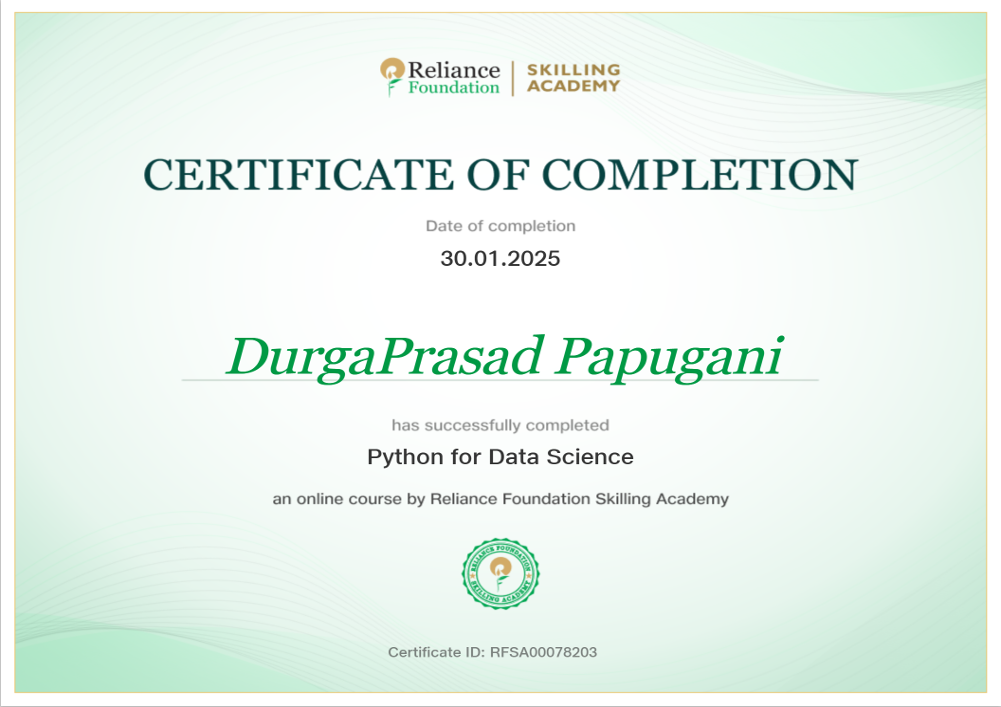 Reliance
Foundation
SKILLING
ACADEMY
CERTIFICATE OF COMPLETION
Date of completion
30.01.2025
DurgaPrasad Papugani
has successfully completed
Python for Data Science
an online course by Reliance Foundation Skilling Academy
RELIANCE FOUNDATION
SKILLING ACADEMY
Certificate ID: RFSA00078203